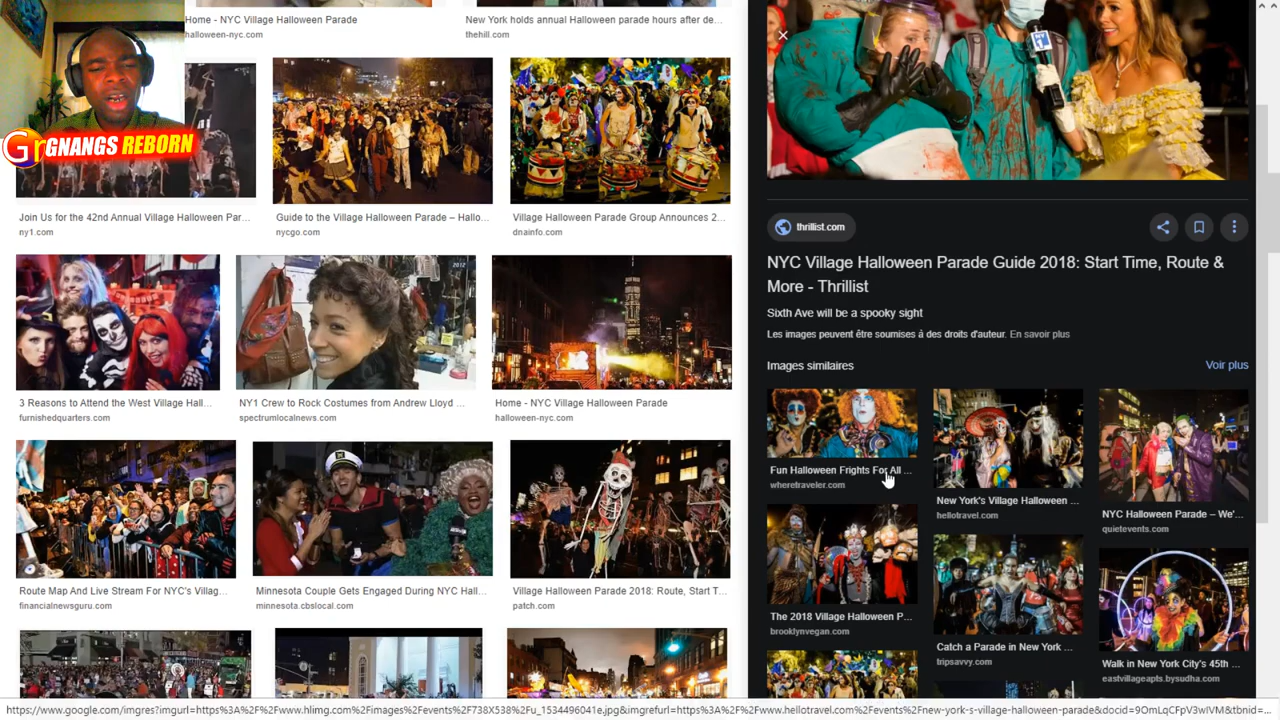 Home - NYC Village Halloween Parade
halloween-nyc.com
New York holds annual Halloween parade hours after de...
thehill.com
Gr GNANGS REBORN
Join Us for the 42nd Annual Village Halloween Par...
ny1.com
Guide to the Village Halloween Parade – Hallo...
nycgo.com
Village Halloween Parade Group Announces 2...
dnainfo.com
2012
3 Reasons to Attend the West Village Hall...
furnishedquarters.com
NY1 Crew to Rock Costumes from Andrew Lloyd ...
spectrumlocalnews.com
Home - NYC Village Halloween Parade
halloween-nyc.com
Route Map And Live Stream For NYC's Villag...
financialnewsguru.com
Minnesota Couple Gets Engaged During NYC Hall...
minnesota.cbslocal.com
Village Halloween Parade 2018: Route, Start T...
patch.com
thrillist.com
NYC Village Halloween Parade Guide 2018: Start Time, Route &
More - Thrillist
Sixth Ave will be a spooky sight
Les images peuvent être soumises à des droits d'auteur. En savoir plus
Images similaires
Voir plus
Fun Halloween Frights For All ...
wheretraveler.com
New York's Village Halloween ...
hellotravel.com
NYC Halloween Parade – We'...
quietevents.com
The 2018 Village Halloween P...
brooklynvegan.com
Catch a Parade in New York ...
tripsavvy.com
Walk in New York City's 45th ...
eastvillageapts.bysudha.com
https://www.google.com/imgres?imgurl=https%3A%2F%2Fwww.hlimg.com%2Fimages%2Fevents%2F738X538%2Fu_1534496041e.jpg&imgrefurl=https%3A%2F%2Fwww.hellotravel.com%2Fevents%2Fnew-york-s-village-halloween-parade&docid=9OmLqCFpV3wIVM&tbnid=...